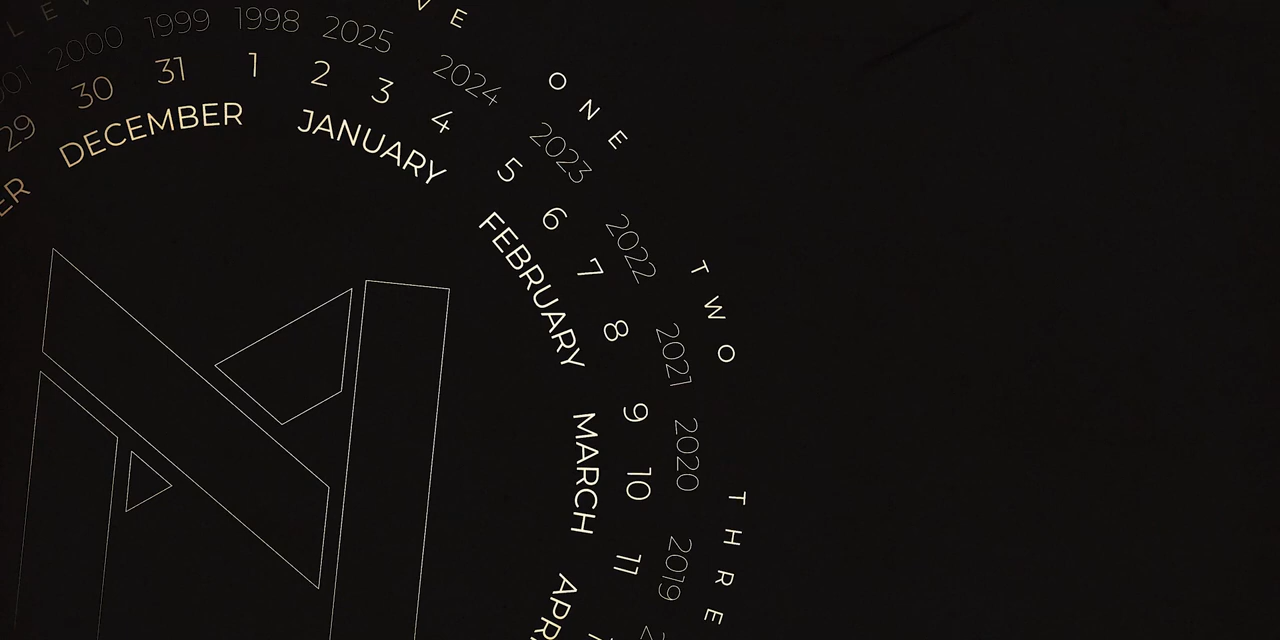 ONE
TWO
THREE
2000 1999 1998 2025 2024 2023 2022 2021 2020 2019
29 30 31 1 2 3 4 5 6 7 8 9 10 11
DECEMBER JANUARY FEBRUARY MARCH